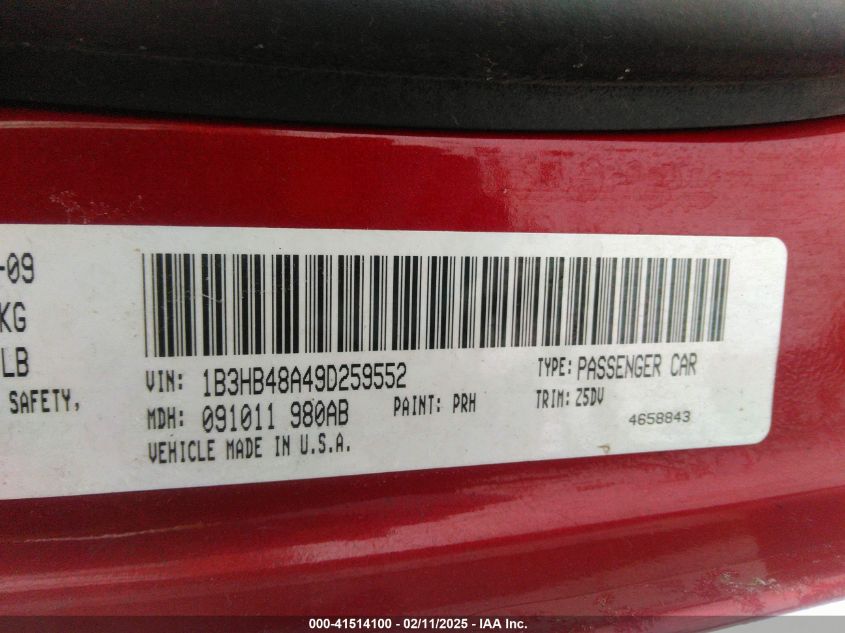 -09
KG
LB
SAFETY,
VIN: 1B3HB48A49D259552
TYPE: PASSENGER CAR
MDH: 091011 980AB
PAINT: PRH
TRIM: Z5DV
VEHICLE MADE IN U.S.A.
4658843
000-41514100 - 02/11/2025 - IAA Inc.